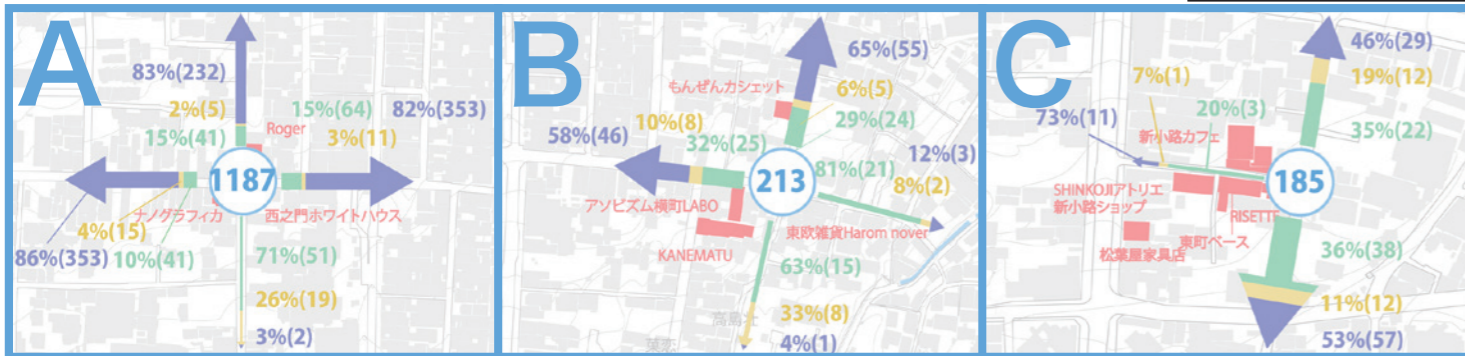 A
83%(232)
2%(5)
15%(41)
15%(64)
82%(353)
3%(11)
Roger
1187
ナノグラフィカ
西之門ホワイトハウス
4%(15)
86%(353)
10%(41)
71%(51)
26%(19)
3%(2)
B
65%(55)
もんぜんカシェット
6%(5)
29%(24)
58%(46)
10%(8)
32%(25)
81%(21)
12%(3)
8%(2)
213
アソビズム横町LABO
東欧雑貨Harom nover
KANEMATU
63%(15)
33%(8)
4%(1)
C
46%(29)
7%(1)
19%(12)
73%(11)
20%(3)
新小路カフェ
35%(22)
185
SHINKOJIアトリエ
新小路ショップ
RISETTE
東町ベース
松葉屋家具店
36%(38)
11%(12)
53%(57)